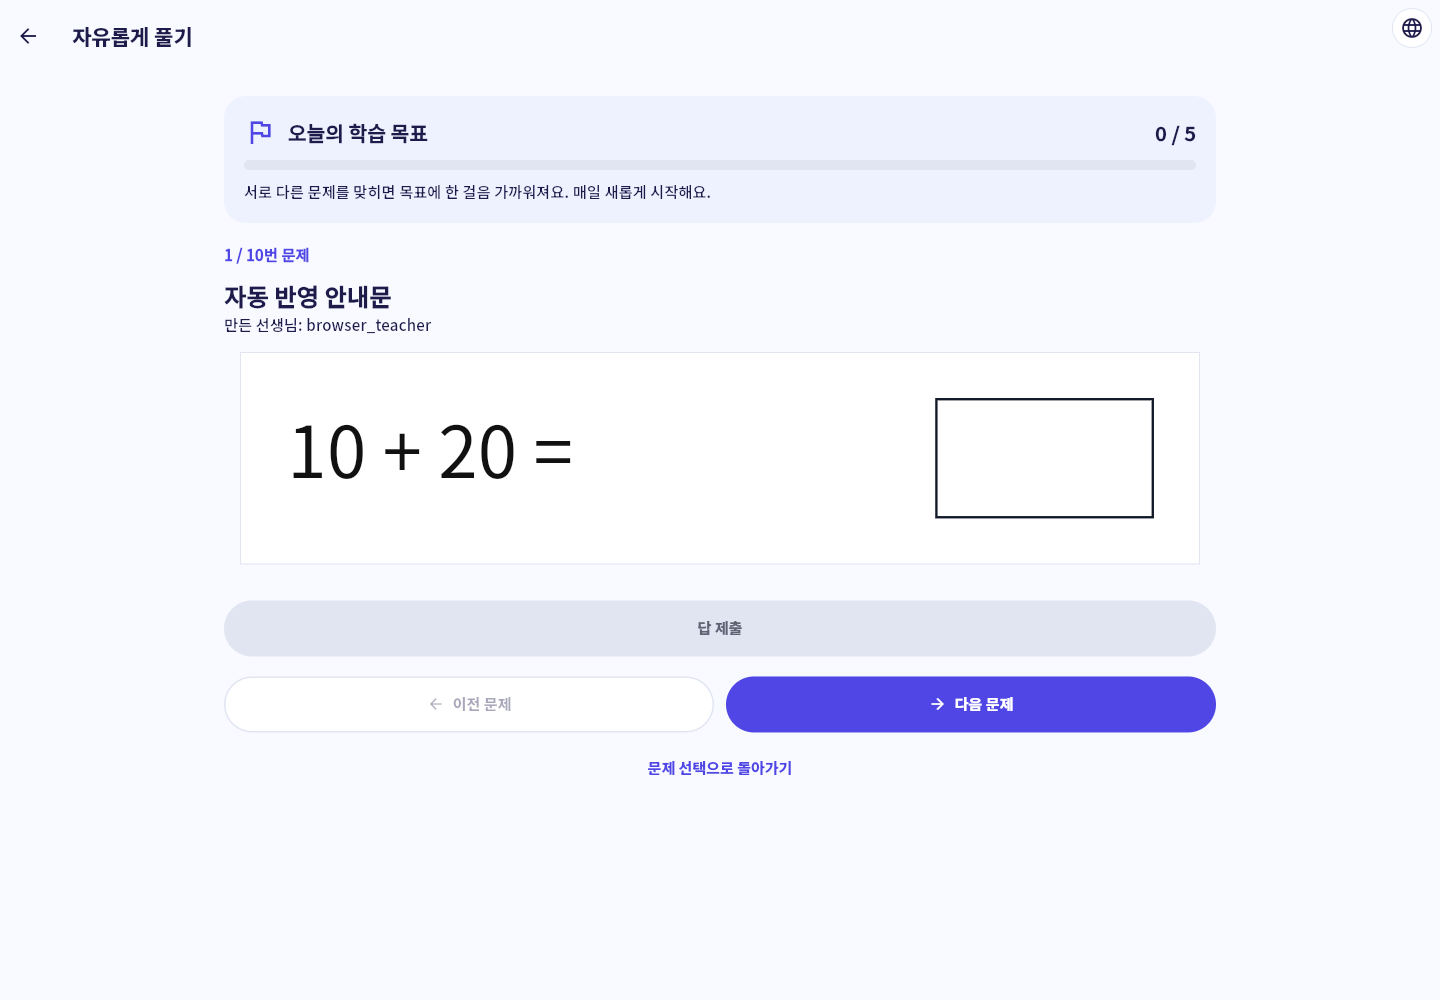 자유롭게 풀기
오늘의 학습 목표
0 / 5
서로 다른 문제를 맞히면 목표에 한 걸음 가까워져요. 매일 새롭게 시작해요.
1 / 10번 문제
자동 반영 안내문
만든 선생님: browser_teacher
10 + 20 =
답 제출
이전 문제
다음 문제
문제 선택으로 돌아가기